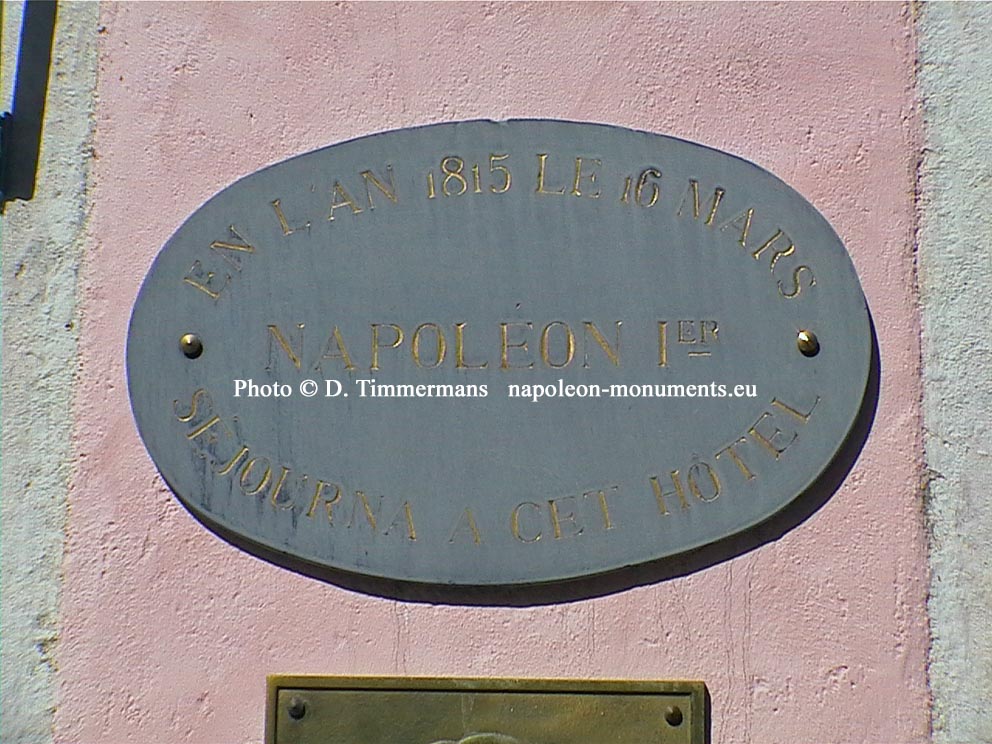 EN L'AN 1815 LE 16 MARS
NAPOLÉON IER
Photo © D. Timmermans napoleon-monuments.eu
SÉJOURNA A CET HÔTEL